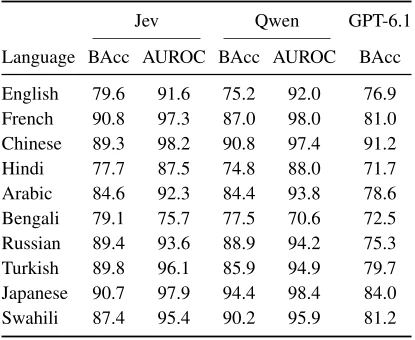 Jev Qwen GPT-6.1
Language BAcc AUROC BAcc AUROC BAcc
English 79.6 91.6 75.2 92.0 76.9
French 90.8 97.3 87.0 98.0 81.0
Chinese 89.3 98.2 90.8 97.4 91.2
Hindi 77.7 87.5 74.8 88.0 71.7
Arabic 84.6 92.3 84.4 93.8 78.6
Bengali 79.1 75.7 77.5 70.6 72.5
Russian 89.4 93.6 88.9 94.2 75.3
Turkish 89.8 96.1 85.9 94.9 79.7
Japanese 90.7 97.9 94.4 98.4 84.0
Swahili 87.4 95.4 90.2 95.9 81.2